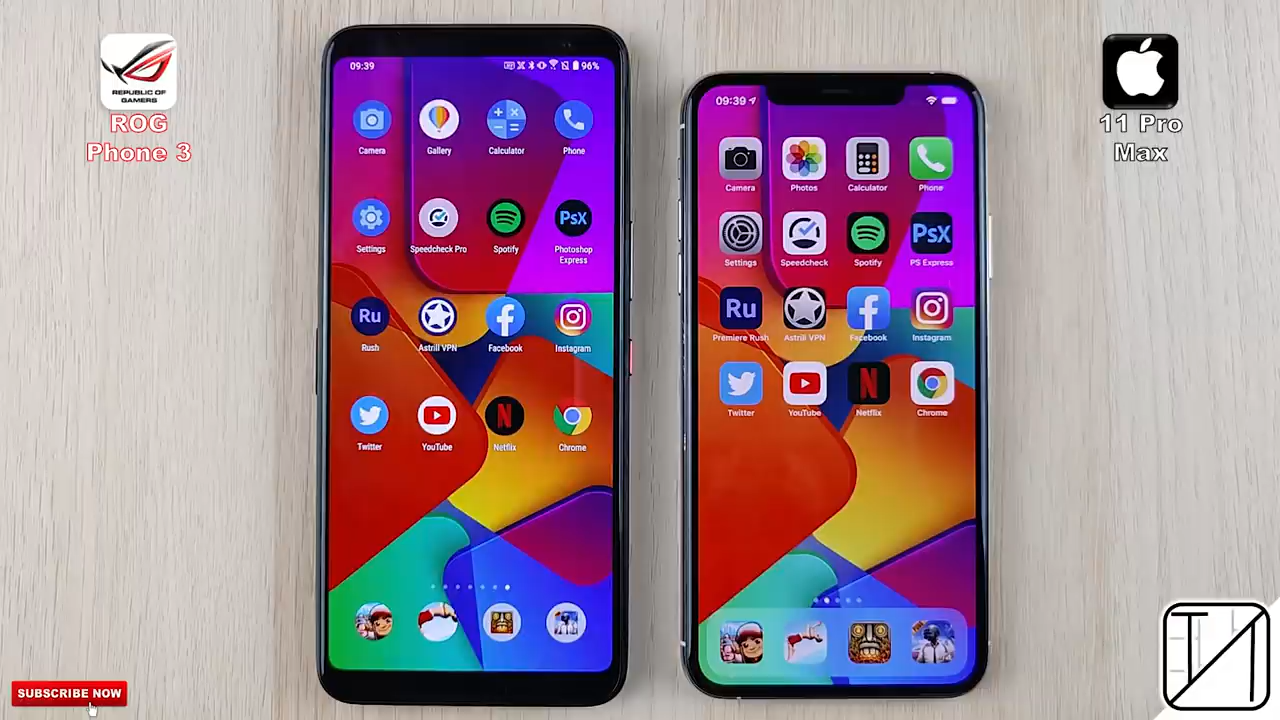 REPUBLIC OF
GAMERS
ROG
Phone 3
11 Pro
Max
09:39
96%
Camera
Gallery
Calculator
Phone
Settings
Speedcheck Pro
Spotify
PsX
Photoshop
Express
Ru
Rush
Astrill VPN
Facebook
Instagram
Twitter
YouTube
N
Netflix
Chrome
09:39
Camera
Photos
Calculator
Phone
Settings
Speedcheck
Spotify
PsX
PS Express
Ru
Premiere Rush
Astrill VPN
Facebook
Instagram
Twitter
YouTube
N
Netflix
Chrome
SUBSCRIBE NOW